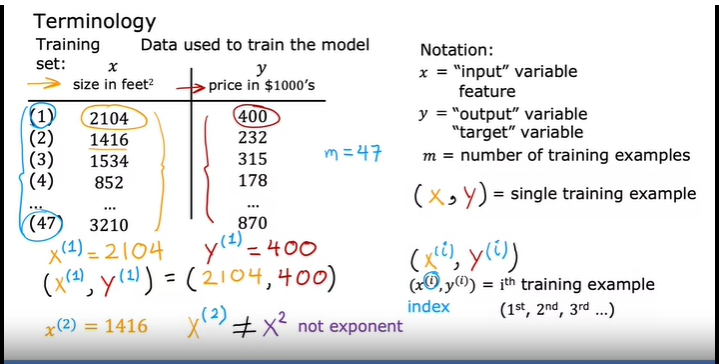 Terminology
Training set:
Data used to train the model
x
size in feet²
y
price in $1000's
(1) 2104 400
(2) 1416 232
(3) 1534 315
(4) 852 178
... ... ...
(47) 3210 870
m=47
x⁽¹⁾=2104 y⁽¹⁾=400
(x⁽¹⁾, y⁽¹⁾) = (2104, 400)
x⁽²⁾ = 1416 x⁽²⁾ ≠ x² not exponent
Notation:
x = "input" variable
feature
y = "output" variable
"target" variable
m = number of training examples
(x, y) = single training example
(x⁽ⁱ⁾, y⁽ⁱ⁾)
(x⁽ⁱ⁾, y⁽ⁱ⁾) = iᵗʰ training example
index (1ˢᵗ, 2ⁿᵈ, 3ʳᵈ ...)